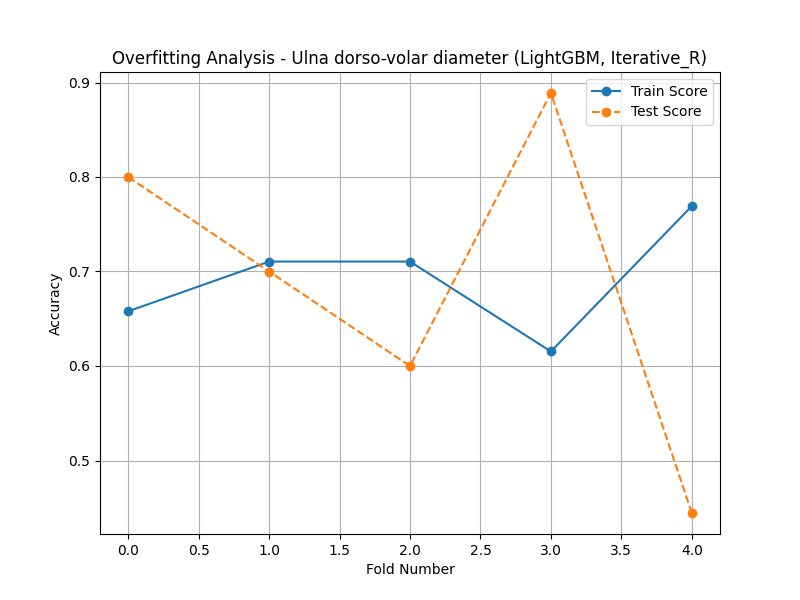 Overfitting Analysis - Ulna dorso-volar diameter (LightGBM, Iterative_R)
Train Score
Test Score
Accuracy
0.9
0.8
0.7
0.6
0.5
0.0 0.5 1.0 1.5 2.0 2.5 3.0 3.5 4.0
Fold Number